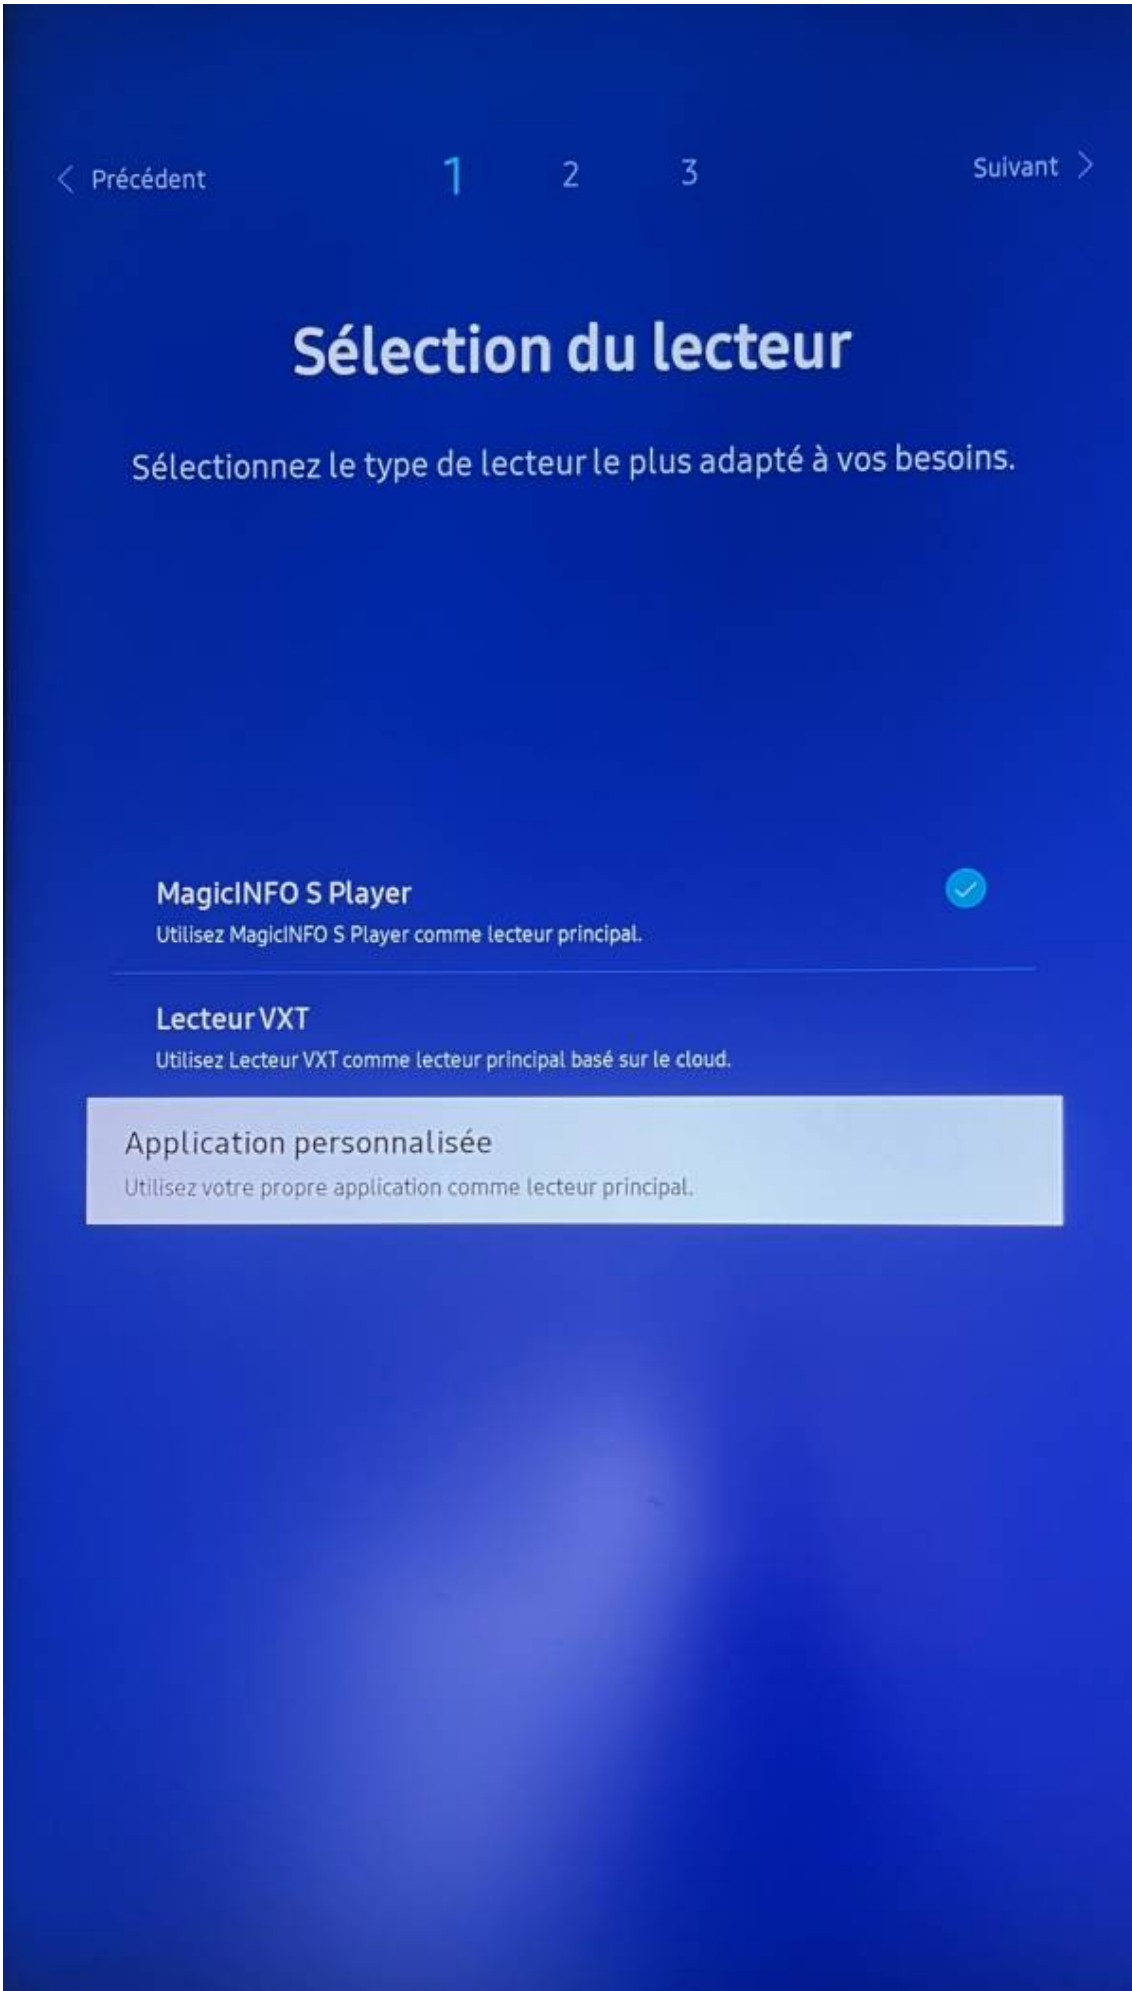 Précédent
1
2
3
Suivant
Sélection du lecteur
Sélectionnez le type de lecteur le plus adapté à vos besoins.
MagicINFO S Player
Utilisez MagicINFO S Player comme lecteur principal.
Lecteur VXT
Utilisez Lecteur VXT comme lecteur principal basé sur le cloud.
Application personnalisée
Utilisez votre propre application comme lecteur principal.